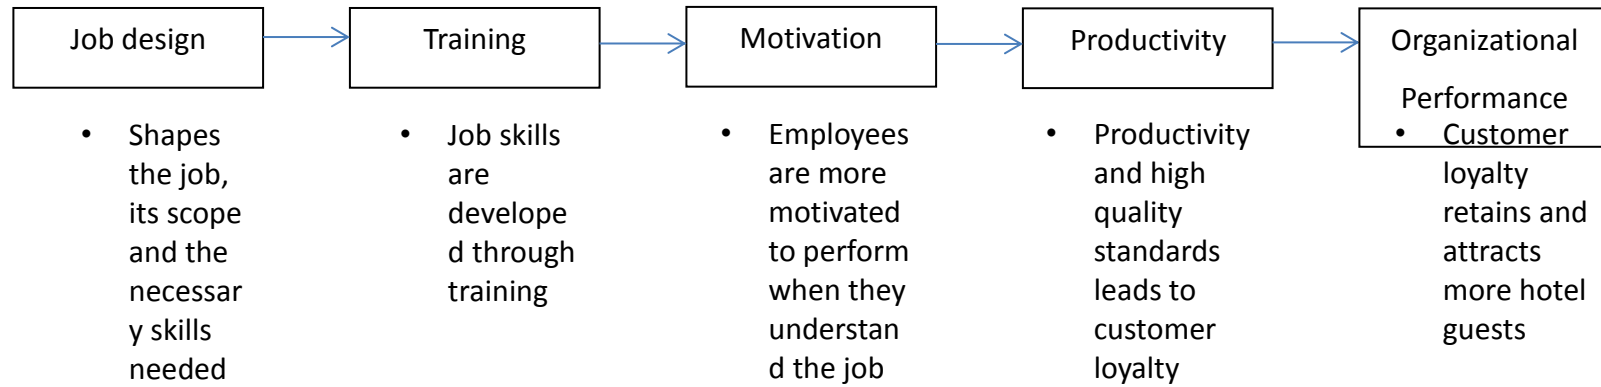 Job design
Training
Motivation
Productivity
Organizational
Performance
• Shapes
the job,
its scope
and the
necessar
y skills
needed
• Job skills
are
develope
d through
training
• Employees
are more
motivated
to perform
when they
understan
d the job
• Productivity
and high
quality
standards
leads to
customer
loyalty
• Customer
loyalty
retains and
attracts
more hotel
guests